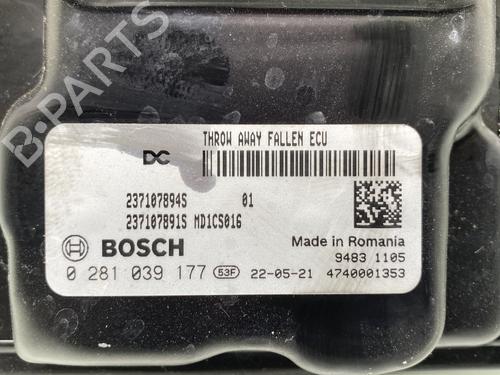 B-PARTS
THROW AWAY FALLEN ECU
DC
237107894S 01
237107891S MD1CS016
BOSCH
Made in Romania
9483 1105
0 281 039 177 53F 22-05-21 4740001353